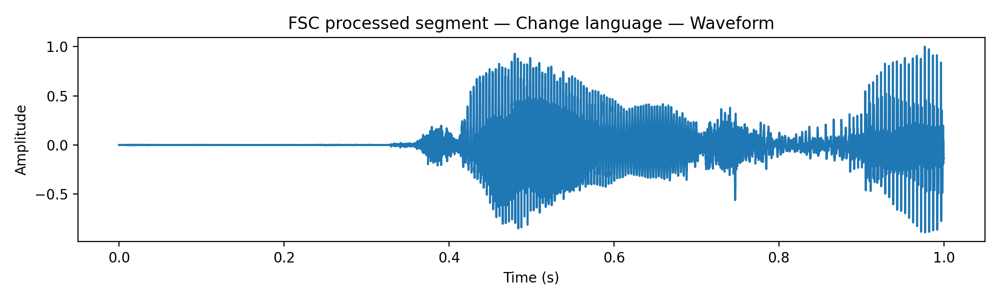 FSC processed segment — Change language — Waveform
Amplitude
1.0
0.5
0.0
−0.5
0.0 0.2 0.4 0.6 0.8 1.0
Time (s)